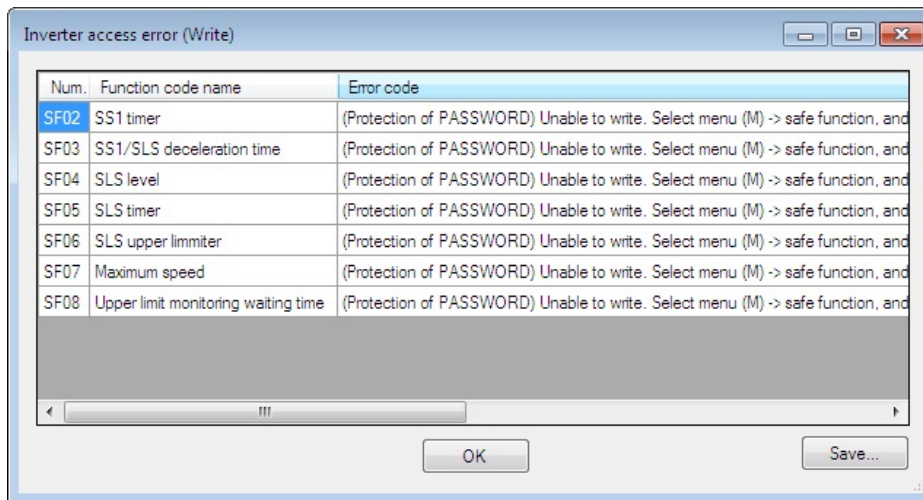 Inverter access error (Write)
Num. Function code name Error code
SF02 SS1 timer (Protection of PASSWORD) Unable to write. Select menu (M) -> safe function, and
SF03 SS1/SLS deceleration time (Protection of PASSWORD) Unable to write. Select menu (M) -> safe function, and
SF04 SLS level (Protection of PASSWORD) Unable to write. Select menu (M) -> safe function, and
SF05 SLS timer (Protection of PASSWORD) Unable to write. Select menu (M) -> safe function, and
SF06 SLS upper limmiter (Protection of PASSWORD) Unable to write. Select menu (M) -> safe function, and
SF07 Maximum speed (Protection of PASSWORD) Unable to write. Select menu (M) -> safe function, and
SF08 Upper limit monitoring waiting time (Protection of PASSWORD) Unable to write. Select menu (M) -> safe function, and
OK Save...